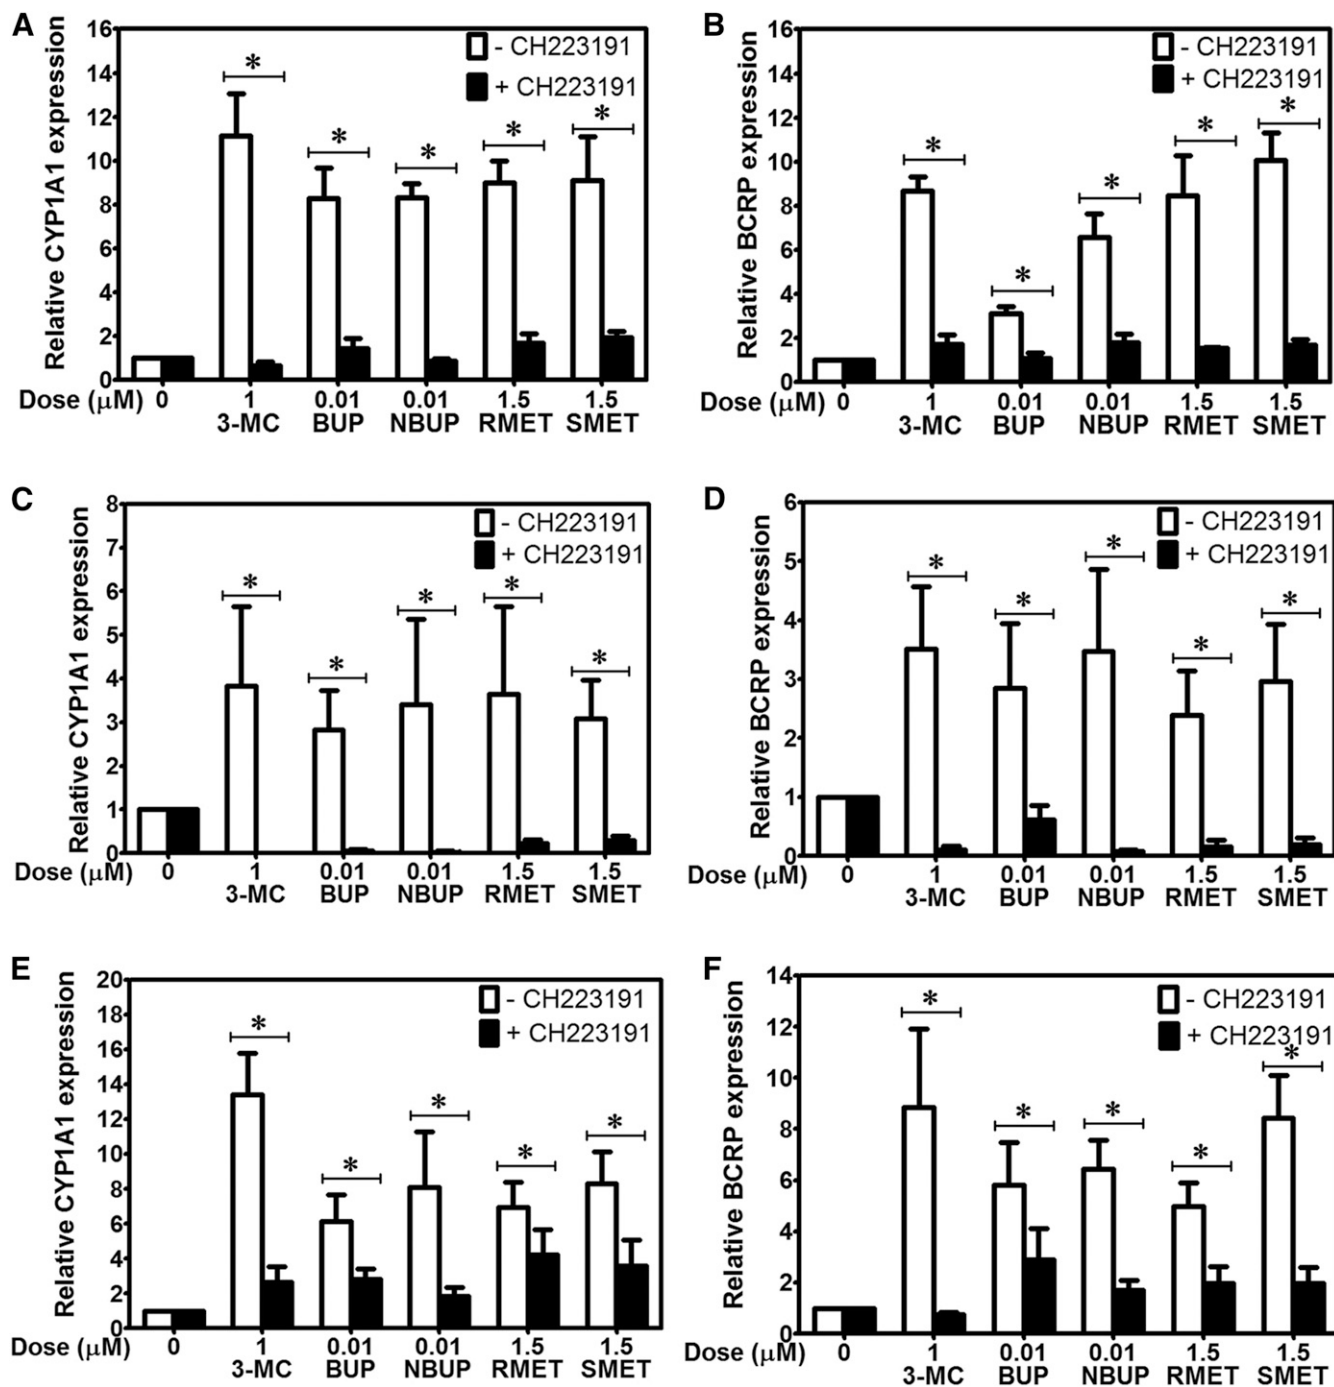 A
Relative CYP1A1 expression
16
14
12
10
8
6
4
2
0
- CH223191
+ CH223191
* * * * *
Dose (μM) 0 1 0.01 0.01 1.5 1.5
3-MC BUP NBUP RMET SMET
B
Relative BCRP expression
16
14
12
10
8
6
4
2
0
- CH223191
+ CH223191
* * * * *
Dose (μM) 0 1 0.01 0.01 1.5 1.5
3-MC BUP NBUP RMET SMET
C
Relative CYP1A1 expression
8
7
6
5
4
3
2
1
0
- CH223191
+ CH223191
* * * * *
Dose (μM) 0 1 0.01 0.01 1.5 1.5
3-MC BUP NBUP RMET SMET
D
Relative BCRP expression
6
5
4
3
2
1
0
- CH223191
+ CH223191
* * * * *
Dose (μM) 0 1 0.01 0.01 1.5 1.5
3-MC BUP NBUP RMET SMET
E
Relative CYP1A1 expression
20
18
16
14
12
10
8
6
4
2
0
- CH223191
+ CH223191
* * * * *
Dose (μM) 0 1 0.01 0.01 1.5 1.5
3-MC BUP NBUP RMET SMET
F
Relative BCRP expression
14
12
10
8
6
4
2
0
- CH223191
+ CH223191
* * * * *
Dose (μM) 0 1 0.01 0.01 1.5 1.5
3-MC BUP NBUP RMET SMET